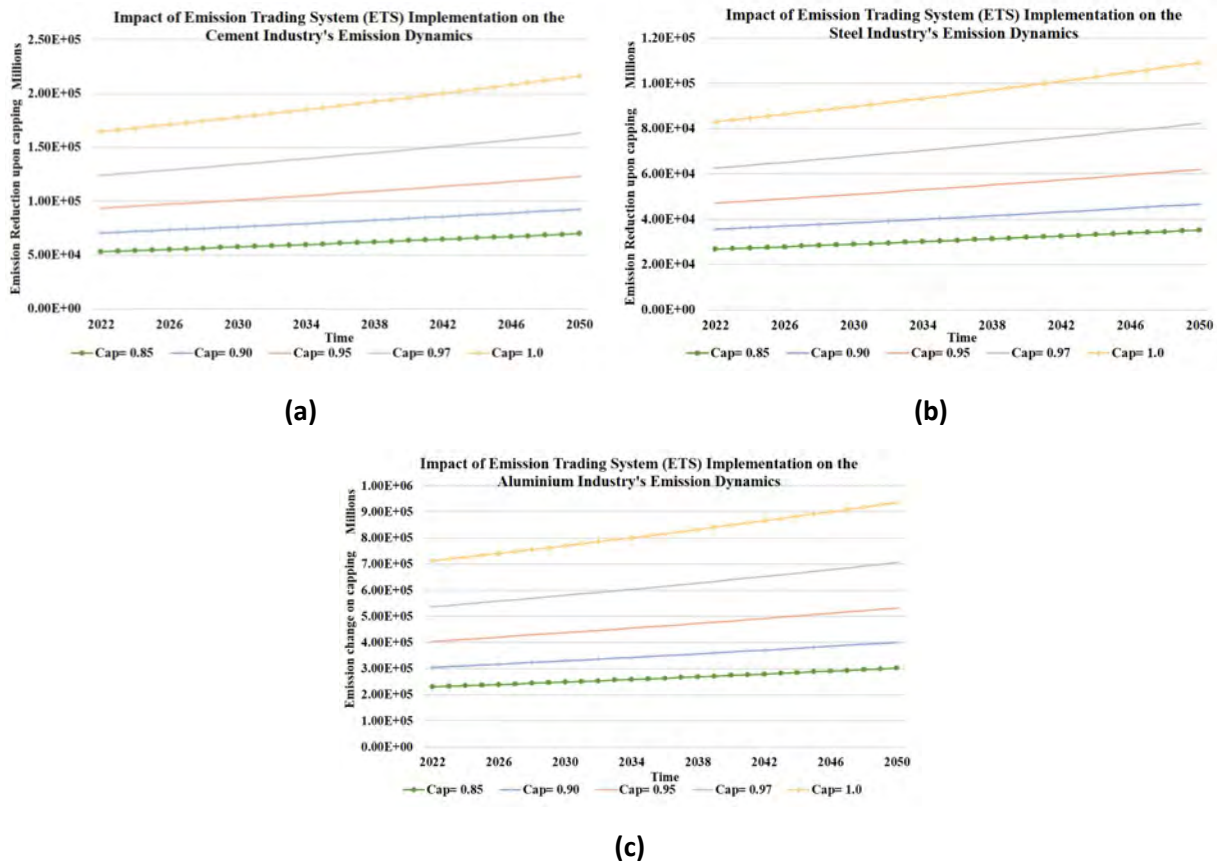 Impact of Emission Trading System (ETS) Implementation on the
Cement Industry's Emission Dynamics
Emission Reduction upon capping Millions
2.50E+05
2.00E+05
1.50E+05
1.00E+05
5.00E+04
0.00E+00
2022 2026 2030 2034 2038 2042 2046 2050
Time
Cap= 0.85 Cap= 0.90 Cap= 0.95 Cap= 0.97 Cap= 1.0
(a)
Impact of Emission Trading System (ETS) Implementation on the
Steel Industry's Emission Dynamics
Emission Reduction upon capping Millions
1.20E+05
1.00E+05
8.00E+04
6.00E+04
4.00E+04
2.00E+04
0.00E+00
2022 2026 2030 2034 2038 2042 2046 2050
Time
Cap= 0.85 Cap= 0.90 Cap= 0.95 Cap= 0.97 Cap= 1.0
(b)
Impact of Emission Trading System (ETS) Implementation on the
Aluminium Industry's Emission Dynamics
Emission change on capping Millions
1.00E+06
9.00E+05
8.00E+05
7.00E+05
6.00E+05
5.00E+05
4.00E+05
3.00E+05
2.00E+05
1.00E+05
0.00E+00
2022 2026 2030 2034 2038 2042 2046 2050
Time
Cap= 0.85 Cap= 0.90 Cap= 0.95 Cap= 0.97 Cap= 1.0
(c)